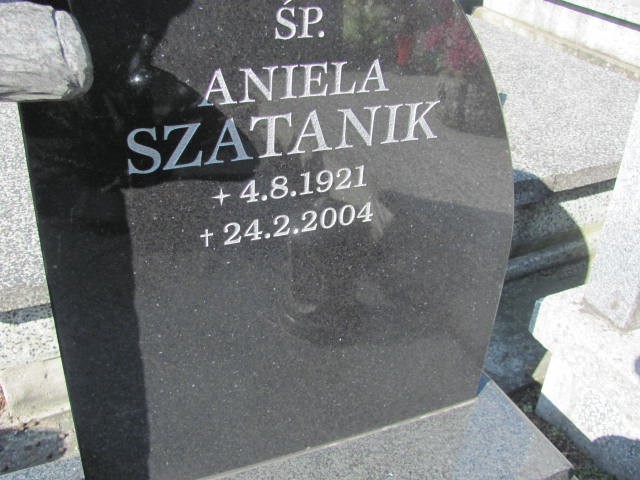 ŚP.
ANIELA
SZATANIK
✦ 4.8.1921
† 24.2.2004